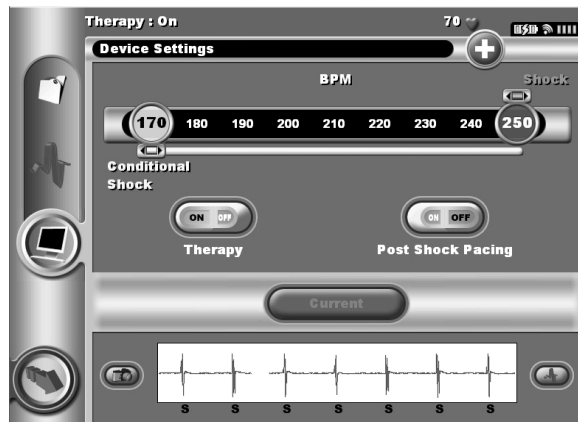 Therapy : On 70
Device Settings
BPM Shock
170 180 190 200 210 220 230 240 250
Conditional
Shock
ON OFF ON OFF
Therapy Post Shock Pacing
Current
S S S S S S S